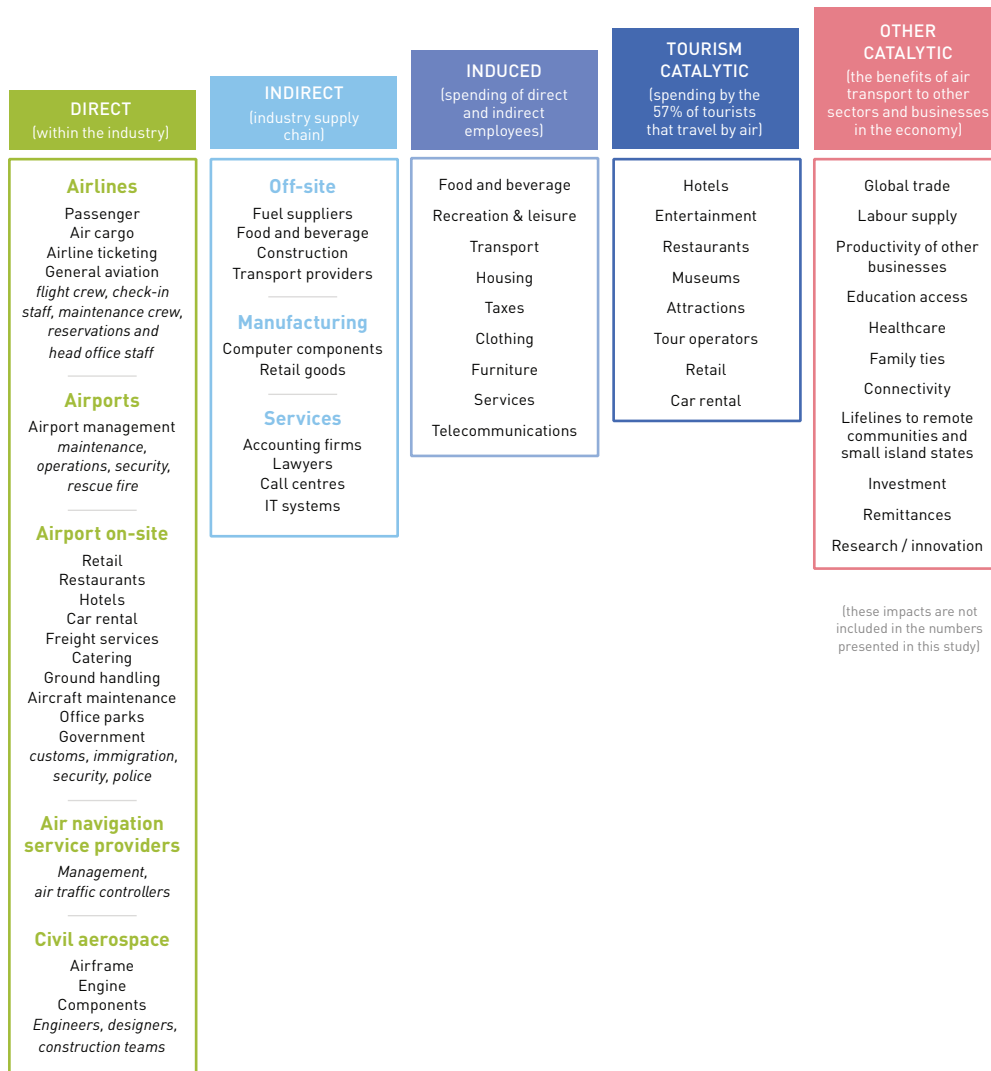 DIRECT
(within the industry)
Airlines
Passenger
Air cargo
Airline ticketing
General aviation
flight crew, check-in
staff, maintenance crew,
reservations and
head office staff
Airports
Airport management
maintenance,
operations, security,
rescue fire
Airport on-site
Retail
Restaurants
Hotels
Car rental
Freight services
Catering
Ground handling
Aircraft maintenance
Office parks
Government
customs, immigration,
security, police
Air navigation
service providers
Management,
air traffic controllers
Civil aerospace
Airframe
Engine
Components
Engineers, designers,
construction teams
INDIRECT
(industry supply
chain)
Off-site
Fuel suppliers
Food and beverage
Construction
Transport providers
Manufacturing
Computer components
Retail goods
Services
Accounting firms
Lawyers
Call centres
IT systems
INDUCED
(spending of direct
and indirect
employees)
Food and beverage
Recreation & leisure
Transport
Housing
Taxes
Clothing
Furniture
Services
Telecommunications
TOURISM
CATALYTIC
(spending by the
57% of tourists
that travel by air)
Hotels
Entertainment
Restaurants
Museums
Attractions
Tour operators
Retail
Car rental
OTHER
CATALYTIC
(the benefits of air
transport to other
sectors and businesses
in the economy)
Global trade
Labour supply
Productivity of other
businesses
Education access
Healthcare
Family ties
Connectivity
Lifelines to remote
communities and
small island states
Investment
Remittances
Research / innovation
(these impacts are not
included in the numbers
presented in this study)